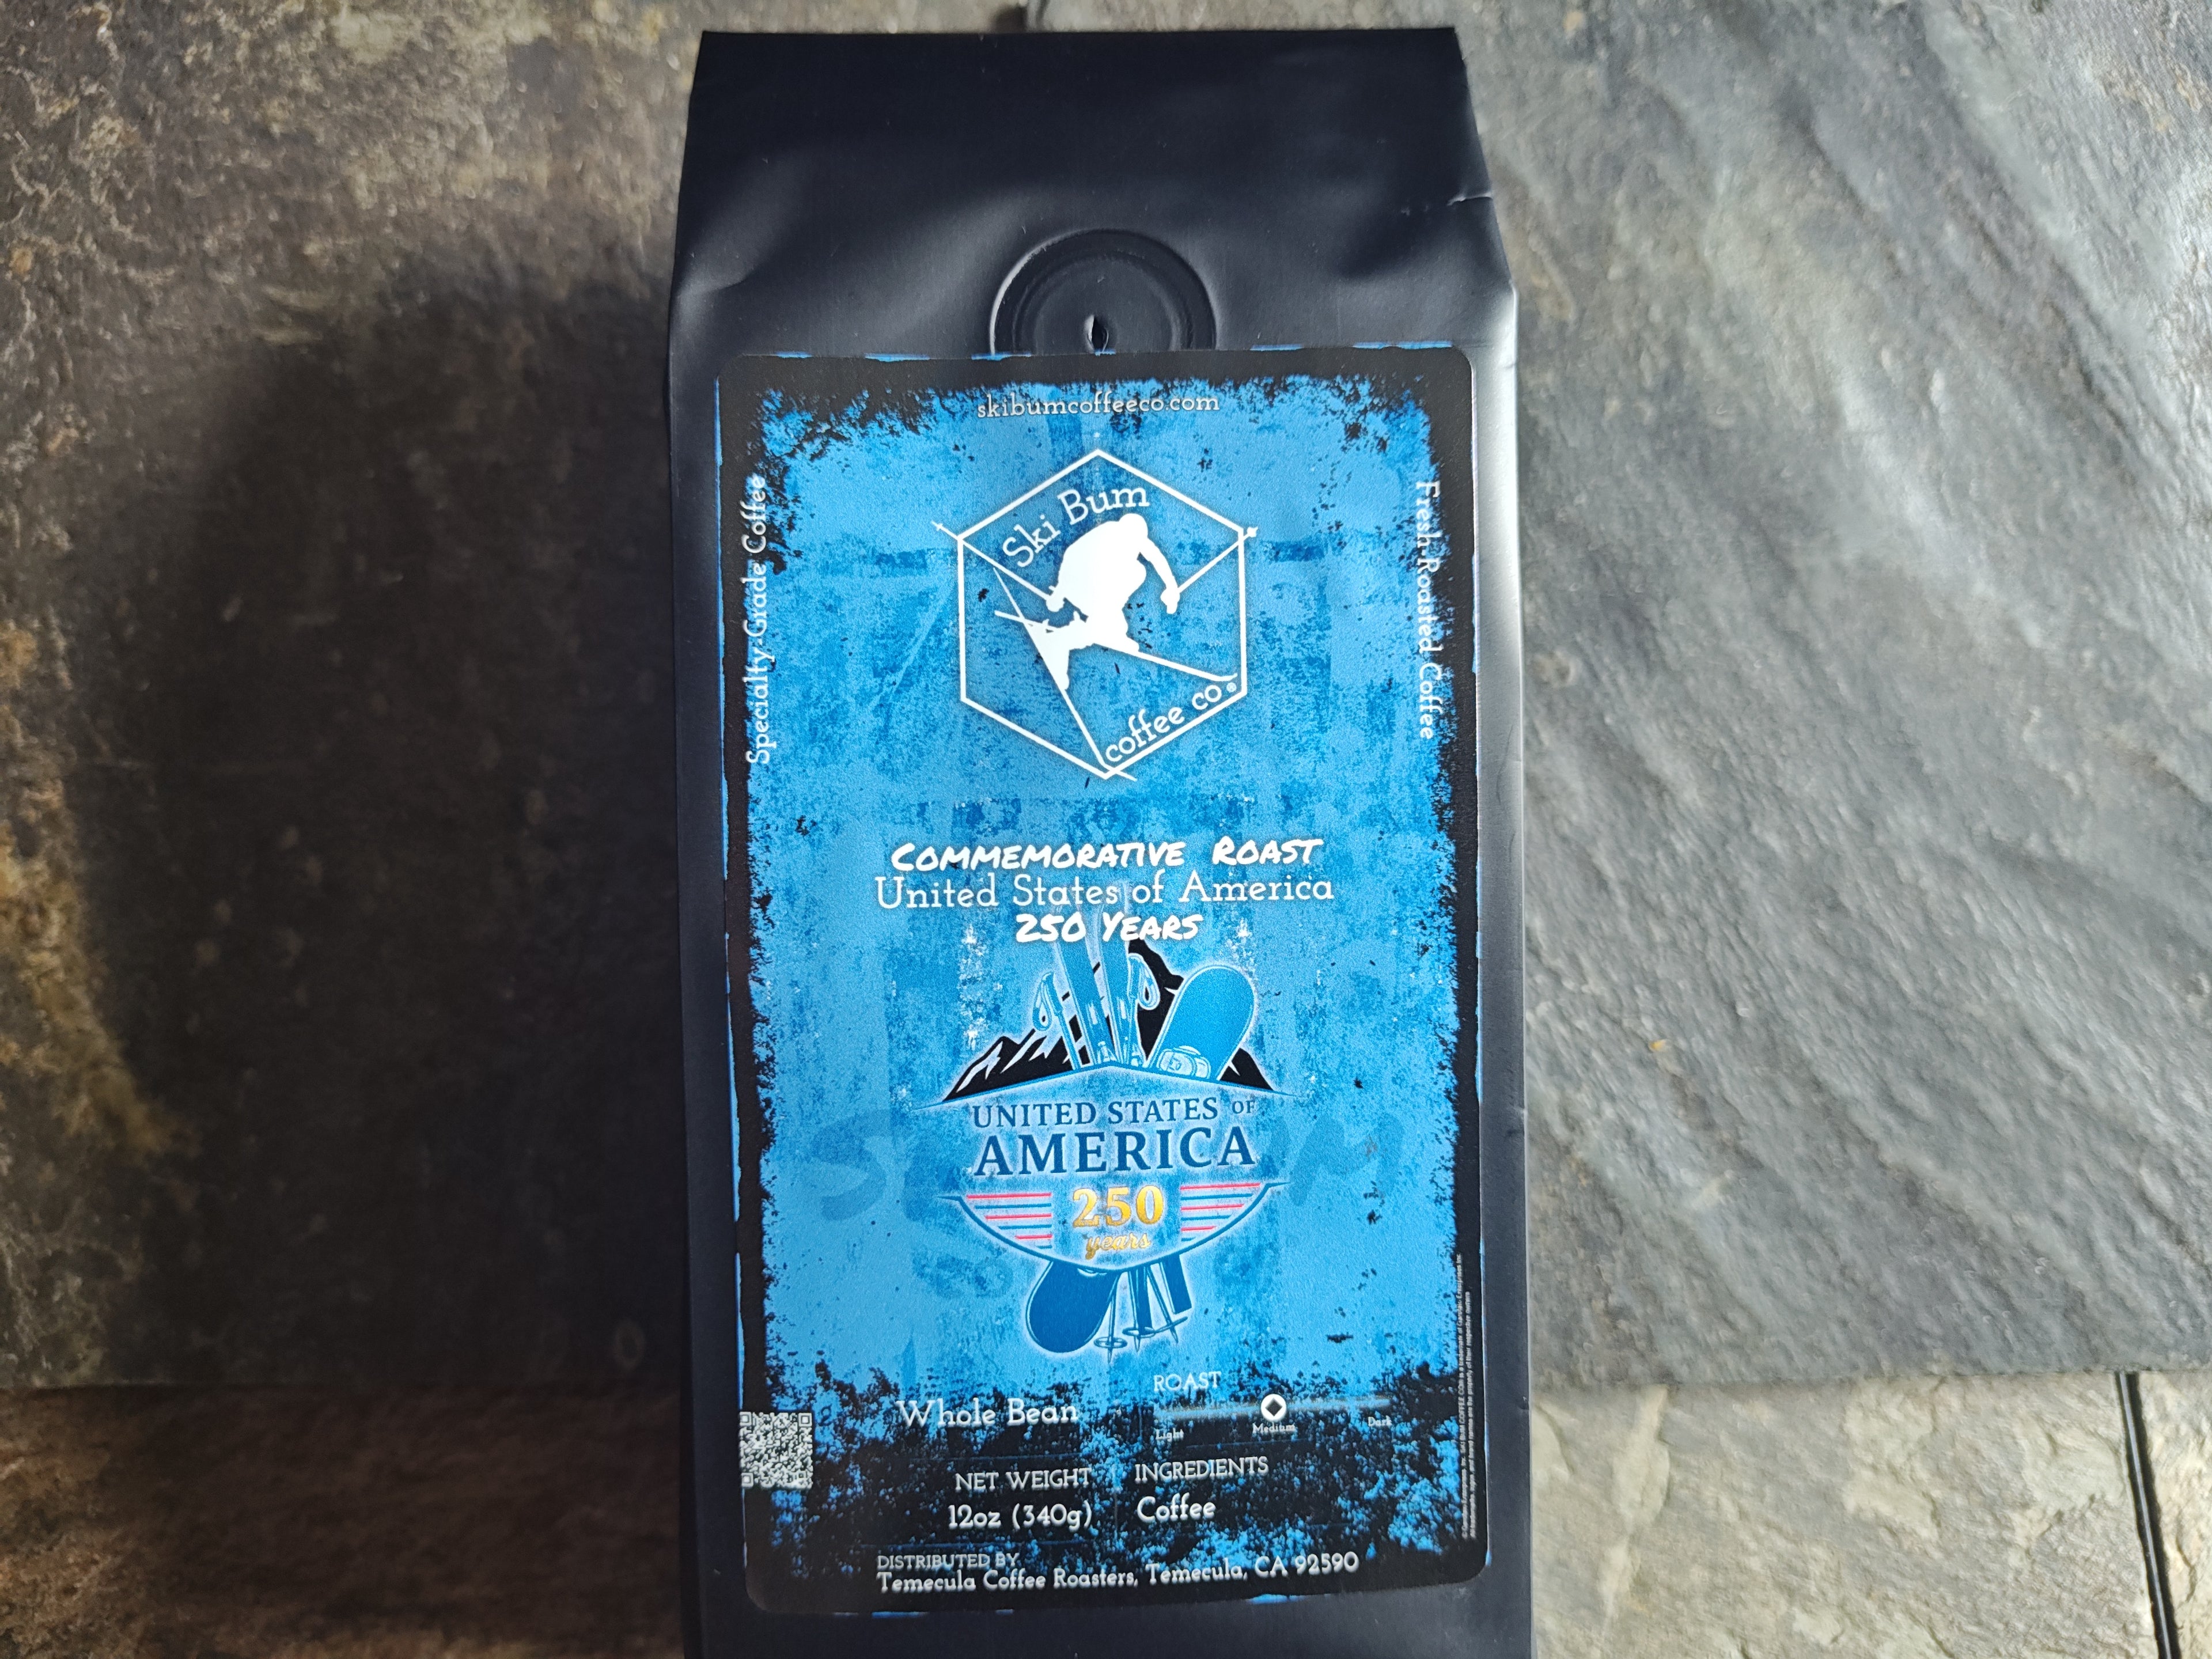 skibumcoffeeco.com
Specialty-Grade Coffee
Fresh-Roasted Coffee
Ski Bum
coffee co.®
Commemorative Roast
United States of America
250 Years
UNITED STATES OF
AMERICA
250
years
Whole Bean
ROAST
Light
Medium
Dark
NET WEIGHT
12oz (340g)
INGREDIENTS
Coffee
DISTRIBUTED BY
Temecula Coffee Roasters, Temecula, CA 92590